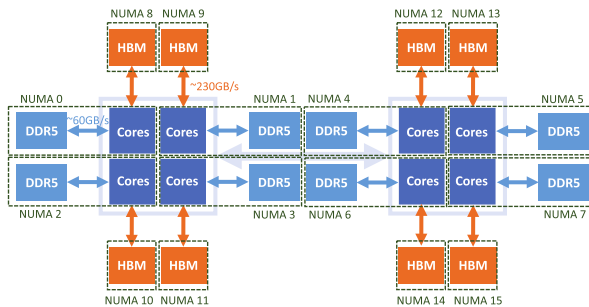 NUMA 8 NUMA 9 NUMA 12 NUMA 13
HBM HBM HBM HBM
~230GB/s
NUMA 0 NUMA 1 NUMA 4 NUMA 5
~60GB/s
DDR5 Cores Cores DDR5 DDR5 Cores Cores DDR5
DDR5 Cores Cores DDR5 DDR5 Cores Cores DDR5
NUMA 2 NUMA 3 NUMA 6 NUMA 7
HBM HBM HBM HBM
NUMA 10 NUMA 11 NUMA 14 NUMA 15